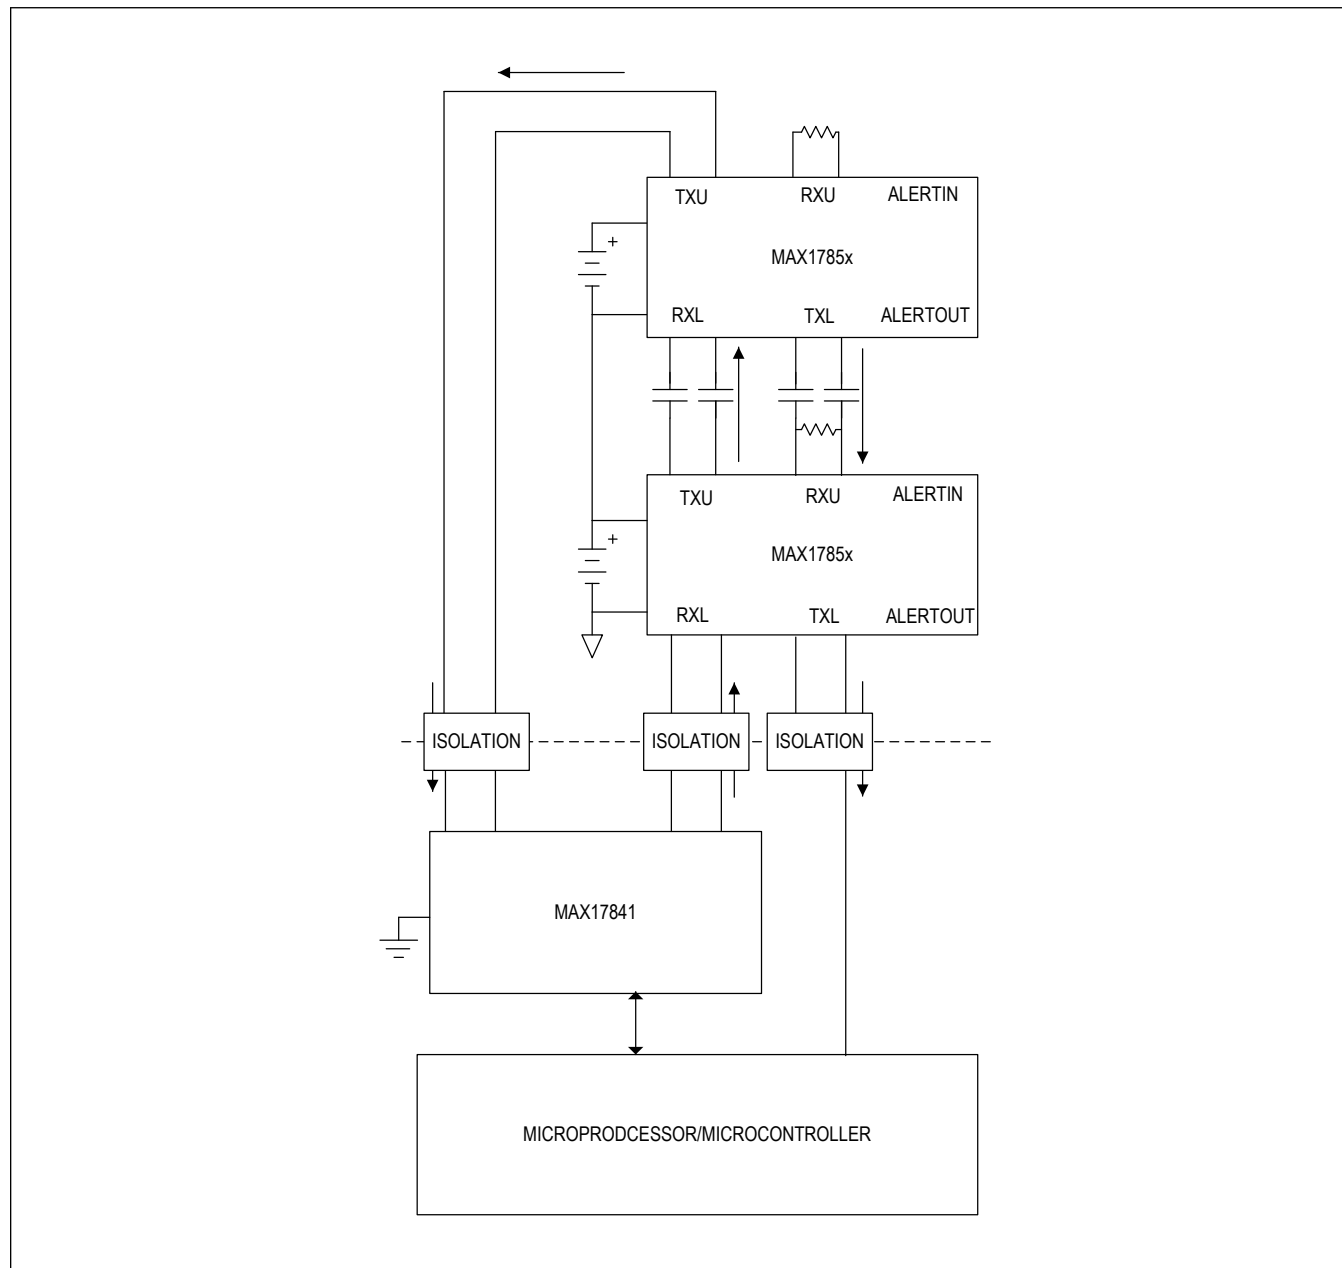 TXU RXU ALERTIN
+
MAX1785x
RXL TXL ALERTOUT
TXU RXU ALERTIN
+
MAX1785x
RXL TXL ALERTOUT
ISOLATION ISOLATION ISOLATION
MAX17841
MICROPRODCESSOR/MICROCONTROLLER